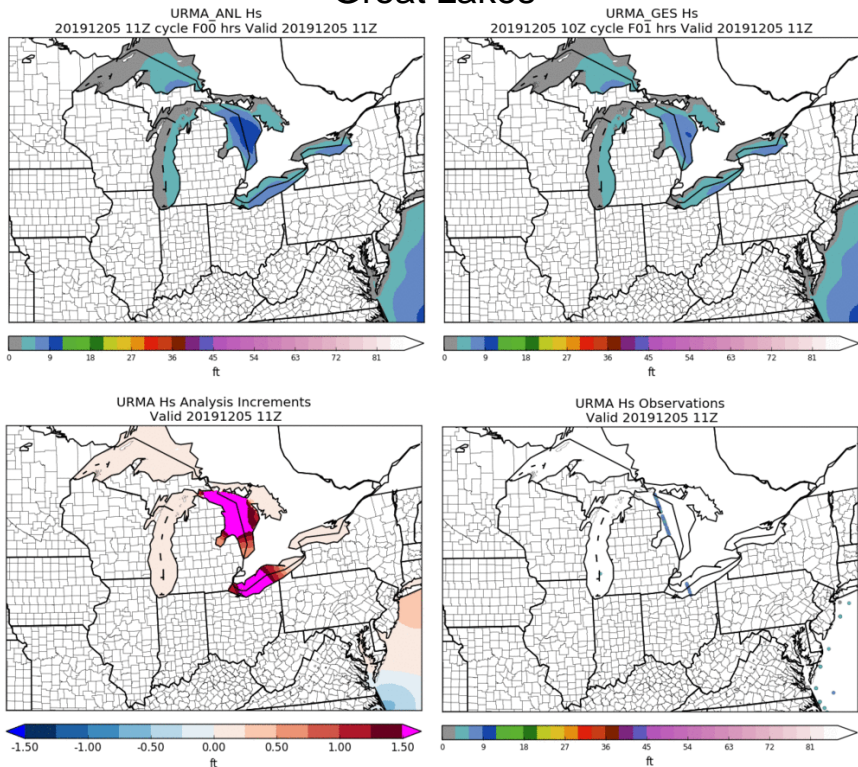 Great Lakes
URMA_ANL Hs
20191205 11Z cycle F00 hrs Valid 20191205 11Z
URMA_GES Hs
20191205 10Z cycle F01 hrs Valid 20191205 11Z
0 9 18 27 36 45 54 63 72 81
ft
0 9 18 27 36 45 54 63 72 81
ft
URMA Hs Analysis Increments
Valid 20191205 11Z
URMA Hs Observations
Valid 20191205 11Z
-1.50 -1.00 -0.50 0.00 0.50 1.00 1.50
ft
0 9 18 27 36 45 54 63 72 81
ft